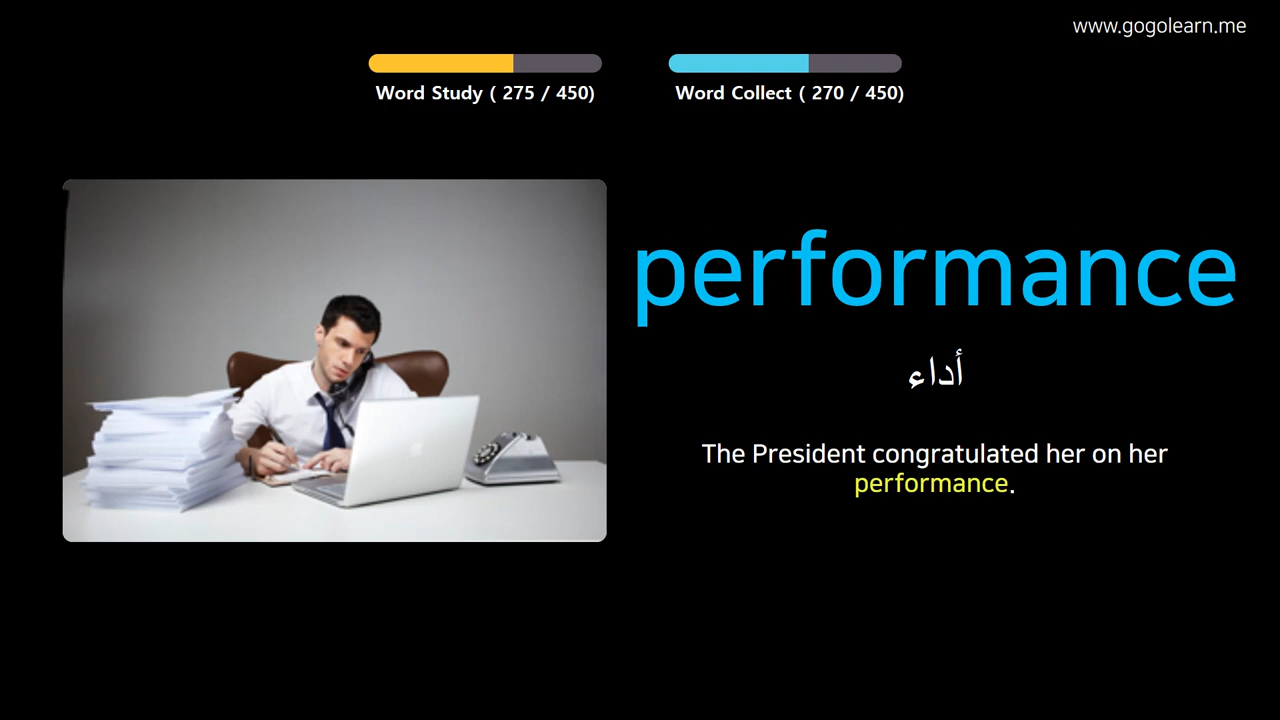 www.gogolearn.me
Word Study ( 275 / 450)
Word Collect ( 270 / 450)
performance
أداء
The President congratulated her on her
performance.